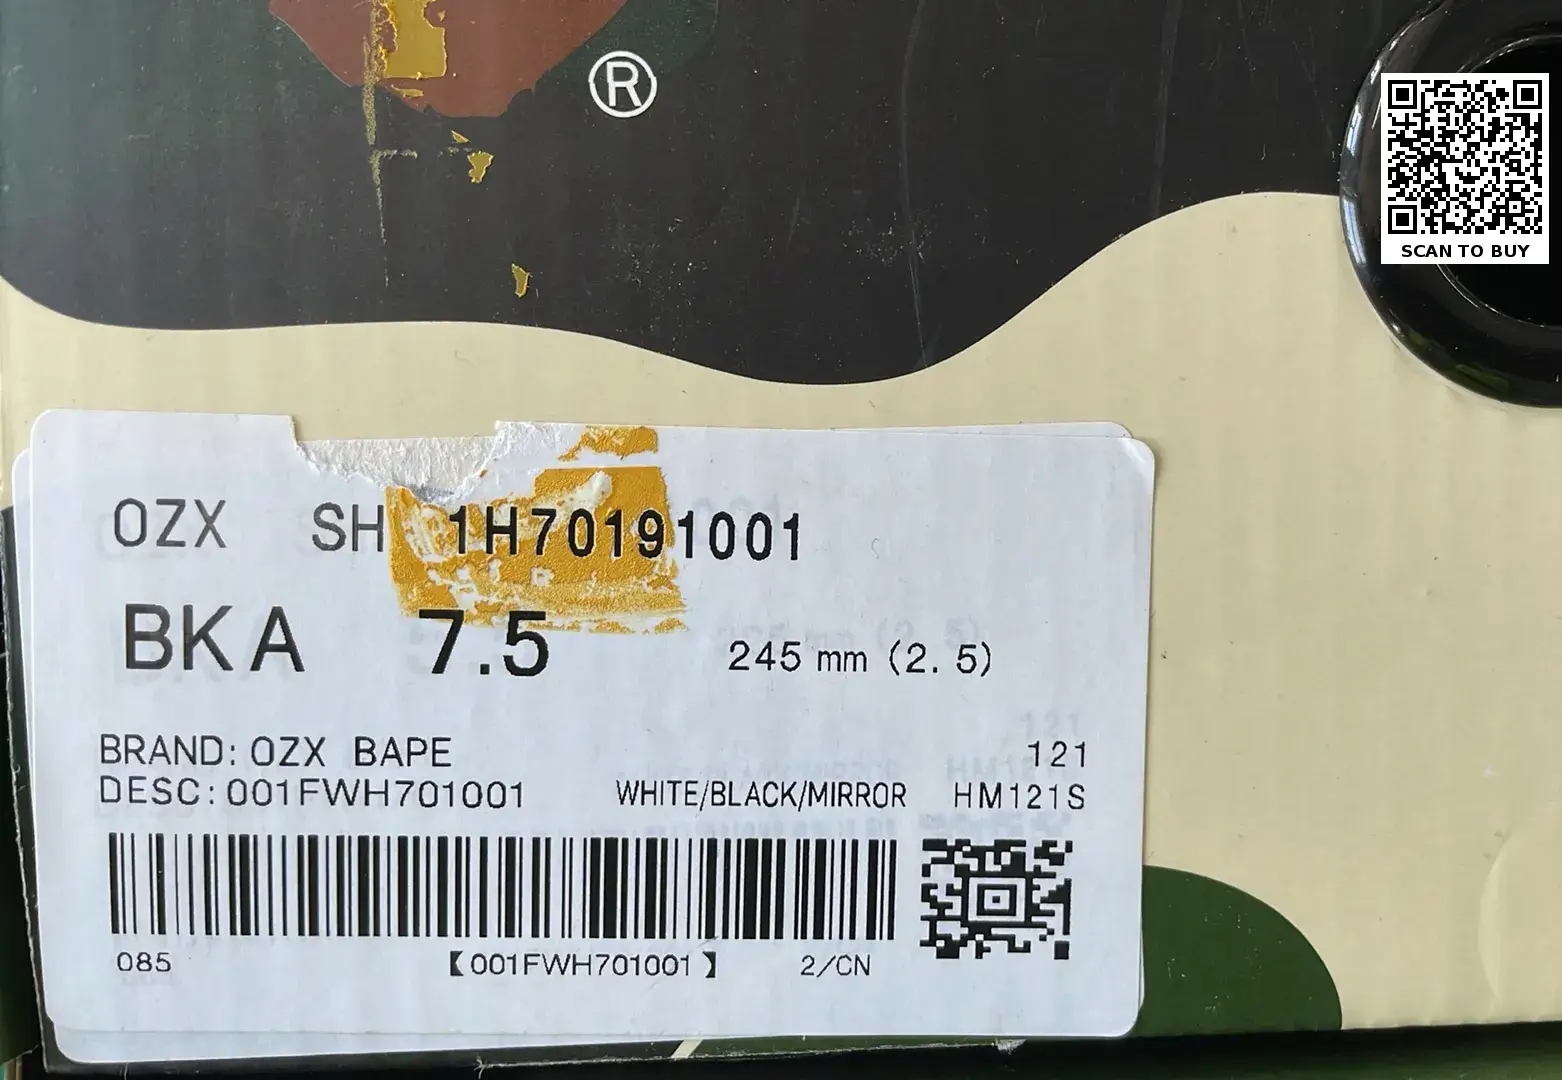 ®
SCAN TO BUY
OZX SH 1H70191001
BKA 7.5 245 mm (2.5)
BRAND: OZX BAPE 121
DESC: 001FWH701001 WHITE/BLACK/MIRROR HM121S
085 【001FWH701001】 2/CN